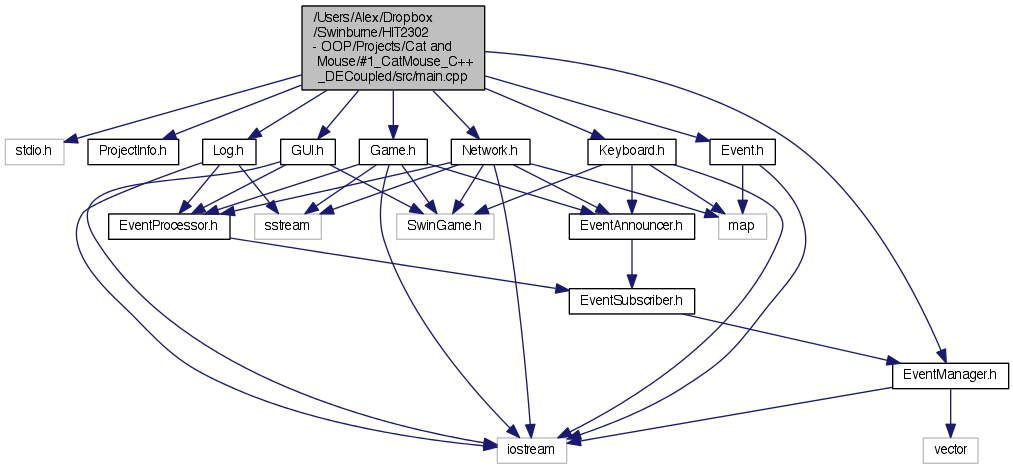 /Users/Alex/Dropbox
/Swinburne/HIT2302
- OOP/Projects/Cat and
Mouse/#1_CatMouse_C++
_DECoupled/src/main.cpp
stdio.h
ProjectInfo.h
Log.h
GUI.h
Game.h
Network.h
Keyboard.h
Event.h
EventProcessor.h
sstream
SwinGame.h
EventAnnouncer.h
map
EventSubscriber.h
EventManager.h
iostream
vector